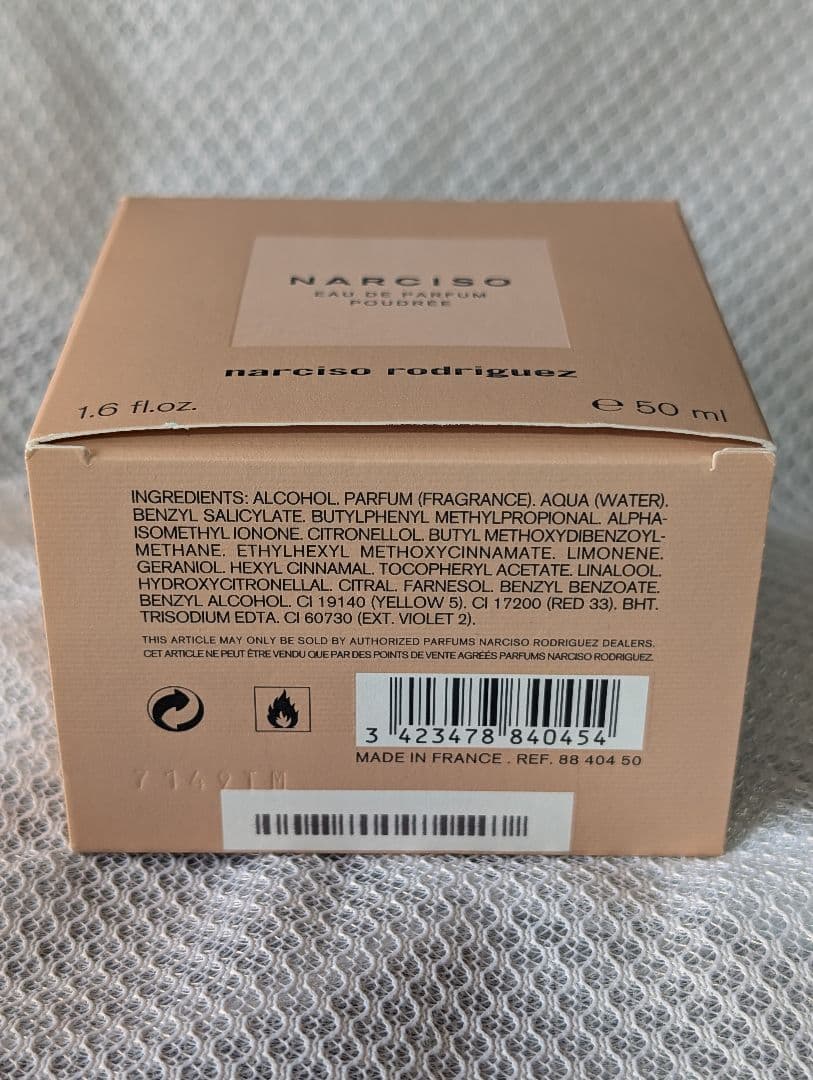 NARCISO
EAU DE PARFUM
POUDRÉE
narciso rodriguez
1.6 fl.oz. ℮ 50 ml
INGREDIENTS: ALCOHOL. PARFUM (FRAGRANCE). AQUA (WATER).
BENZYL SALICYLATE. BUTYLPHENYL METHYLPROPIONAL. ALPHA-
ISOMETHYL IONONE. CITRONELLOL. BUTYL METHOXYDIBENZOYL-
METHANE. ETHYLHEXYL METHOXYCINNAMATE. LIMONENE.
GERANIOL. HEXYL CINNAMAL. TOCOPHERYL ACETATE. LINALOOL.
HYDROXYCITRONELLAL. CITRAL. FARNESOL. BENZYL BENZOATE.
BENZYL ALCOHOL. CI 19140 (YELLOW 5). CI 17200 (RED 33). BHT.
TRISODIUM EDTA. CI 60730 (EXT. VIOLET 2).
THIS ARTICLE MAY ONLY BE SOLD BY AUTHORIZED PARFUMS NARCISO RODRIGUEZ DEALERS.
CET ARTICLE NE PEUT ÊTRE VENDU QUE PAR DES POINTS DE VENTE AGRÉÉS PARFUMS NARCISO RODRIGUEZ.
3 423478 840454
MADE IN FRANCE . REF. 88 404 50
7149TM